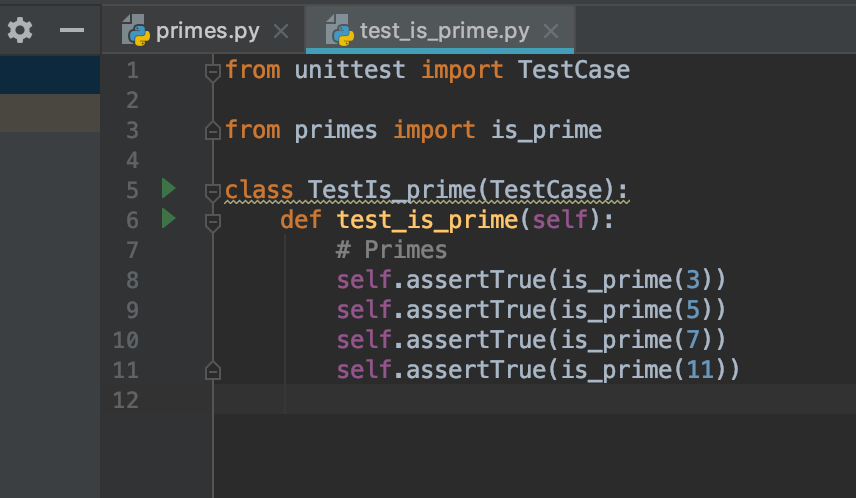 primes.py
test_is_prime.py
1 from unittest import TestCase
2
3 from primes import is_prime
4
5 class TestIs_prime(TestCase):
6     def test_is_prime(self):
7         # Primes
8         self.assertTrue(is_prime(3))
9         self.assertTrue(is_prime(5))
10         self.assertTrue(is_prime(7))
11         self.assertTrue(is_prime(11))
12